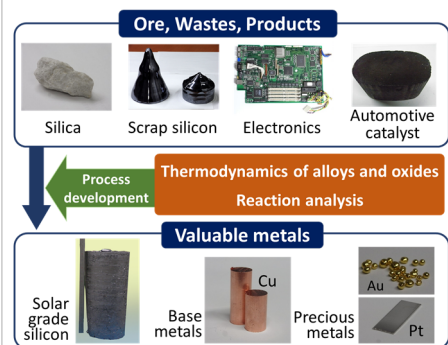 Ore, Wastes, Products
Silica
Scrap silicon
Electronics
Automotive
catalyst
Process
development
Thermodynamics of alloys and oxides
Reaction analysis
Valuable metals
Solar
grade
silicon
Base
metals
Cu
Precious
metals
Au
Pt